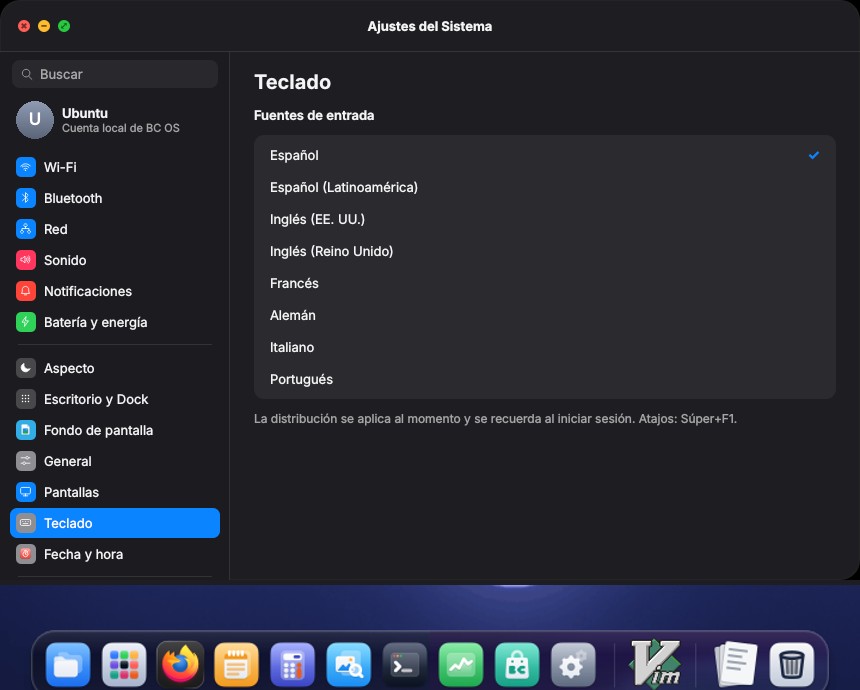 Ajustes del Sistema
Buscar
U
Ubuntu
Cuenta local de BC OS
Wi-Fi
Bluetooth
Red
Sonido
Notificaciones
Batería y energía
Aspecto
Escritorio y Dock
Fondo de pantalla
General
Pantallas
Teclado
Fecha y hora
Teclado
Fuentes de entrada
Español
Español (Latinoamérica)
Inglés (EE. UU.)
Inglés (Reino Unido)
Francés
Alemán
Italiano
Portugués
La distribución se aplica al momento y se recuerda al iniciar sesión. Atajos: Súper+F1.
BC
Vim